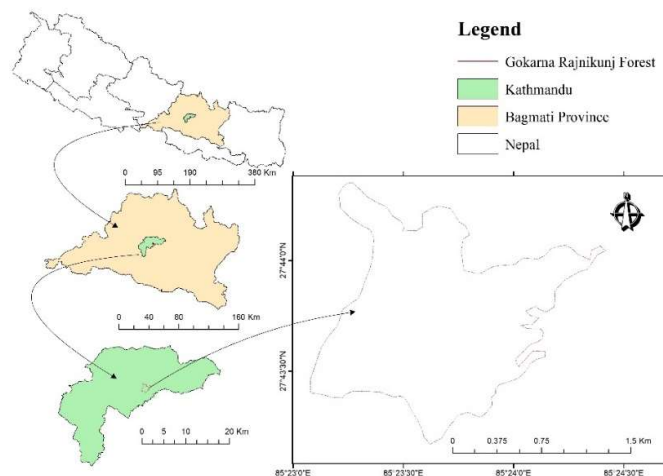 Legend
Gokarna Rajnikunj Forest
Kathmandu
Bagmati Province
Nepal
0 95 190 380 Km
0 40 80 160 Km
0 5 10 20 Km
27°44'0"N
27°43'30"N
0 0.375 0.75 1.5 Km
85°23'0"E 85°23'30"E 85°24'0"E 85°24'30"E